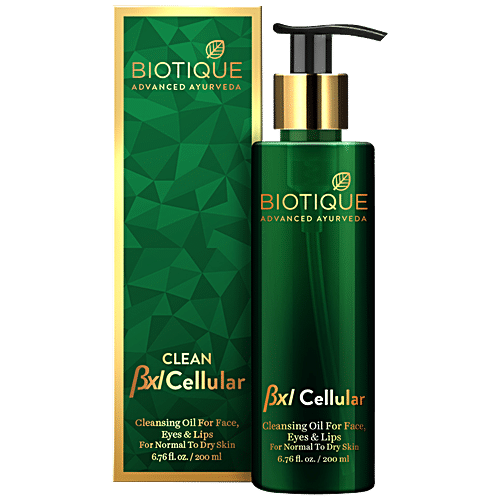 BIOTIQUE
ADVANCED AYURVEDA
CLEAN
βxl Cellular
Cleansing Oil For Face,
Eyes & Lips
For Normal To Dry Skin
6.76 fl. oz. / 200 ml
BIOTIQUE
ADVANCED AYURVEDA
βxl Cellular
Cleansing Oil For Face,
Eyes & Lips
For Normal To Dry Skin
6.76 fl. oz. / 200 ml